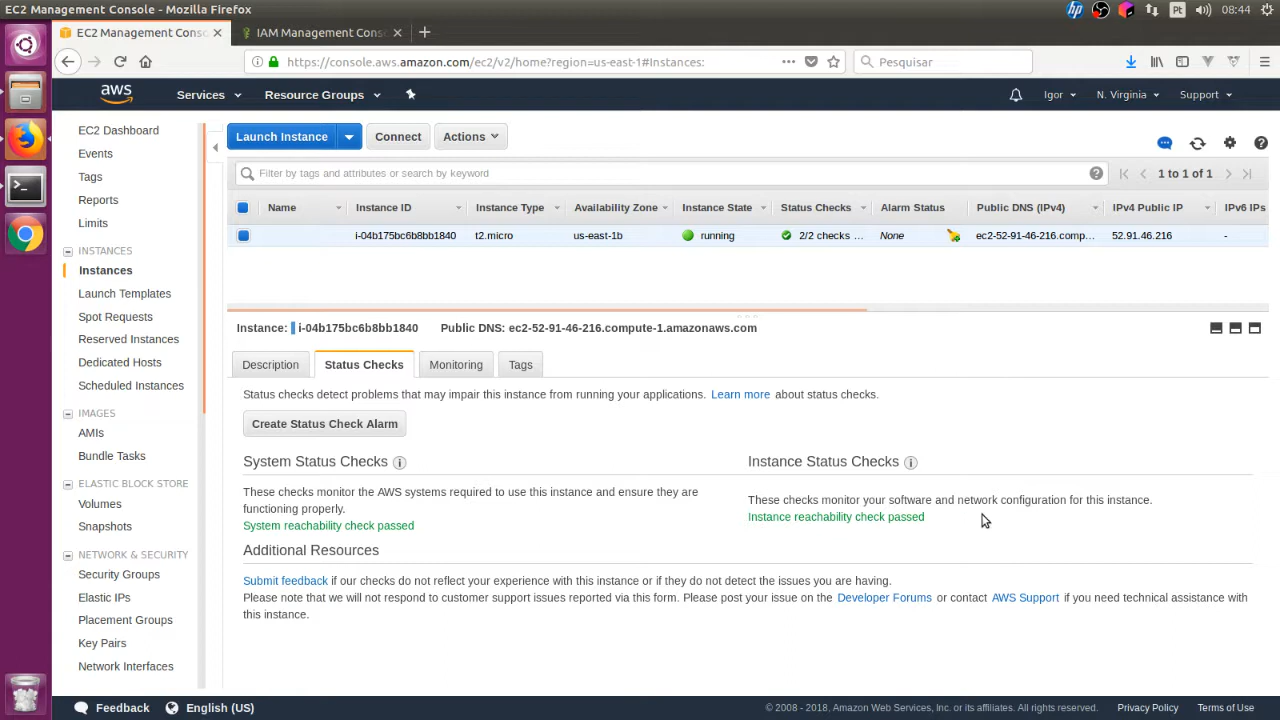 EC2 Management Console - Mozilla Firefox
Pt 08:44
EC2 Management Conso
IAM Management Cons
https://console.aws.amazon.com/ec2/v2/home?region=us-east-1#Instances:
Pesquisar
aws Services Resource Groups Igor N. Virginia Support
EC2 Dashboard
Events
Tags
Reports
Limits
INSTANCES
Instances
Launch Templates
Spot Requests
Reserved Instances
Dedicated Hosts
Scheduled Instances
IMAGES
AMIs
Bundle Tasks
ELASTIC BLOCK STORE
Volumes
Snapshots
NETWORK & SECURITY
Security Groups
Elastic IPs
Placement Groups
Key Pairs
Network Interfaces
Launch Instance Connect Actions
Filter by tags and attributes or search by keyword
1 to 1 of 1
Name Instance ID Instance Type Availability Zone Instance State Status Checks Alarm Status Public DNS (IPv4) IPv4 Public IP IPv6 IPs
i-04b175bc6b8bb1840 t2.micro us-east-1b running 2/2 checks ... None ec2-52-91-46-216.comp... 52.91.46.216 -
Instance: i-04b175bc6b8bb1840 Public DNS: ec2-52-91-46-216.compute-1.amazonaws.com
Description Status Checks Monitoring Tags
Status checks detect problems that may impair this instance from running your applications. Learn more about status checks.
Create Status Check Alarm
System Status Checks
These checks monitor the AWS systems required to use this instance and ensure they are
functioning properly.
System reachability check passed
Instance Status Checks
These checks monitor your software and network configuration for this instance.
Instance reachability check passed
Additional Resources
Submit feedback if our checks do not reflect your experience with this instance or if they do not detect the issues you are having.
Please note that we will not respond to customer support issues reported via this form. Please post your issue on the Developer Forums or contact AWS Support if you need technical assistance with
this instance.
Feedback English (US) © 2008 - 2018, Amazon Web Services, Inc. or its affiliates. All rights reserved. Privacy Policy Terms of Use